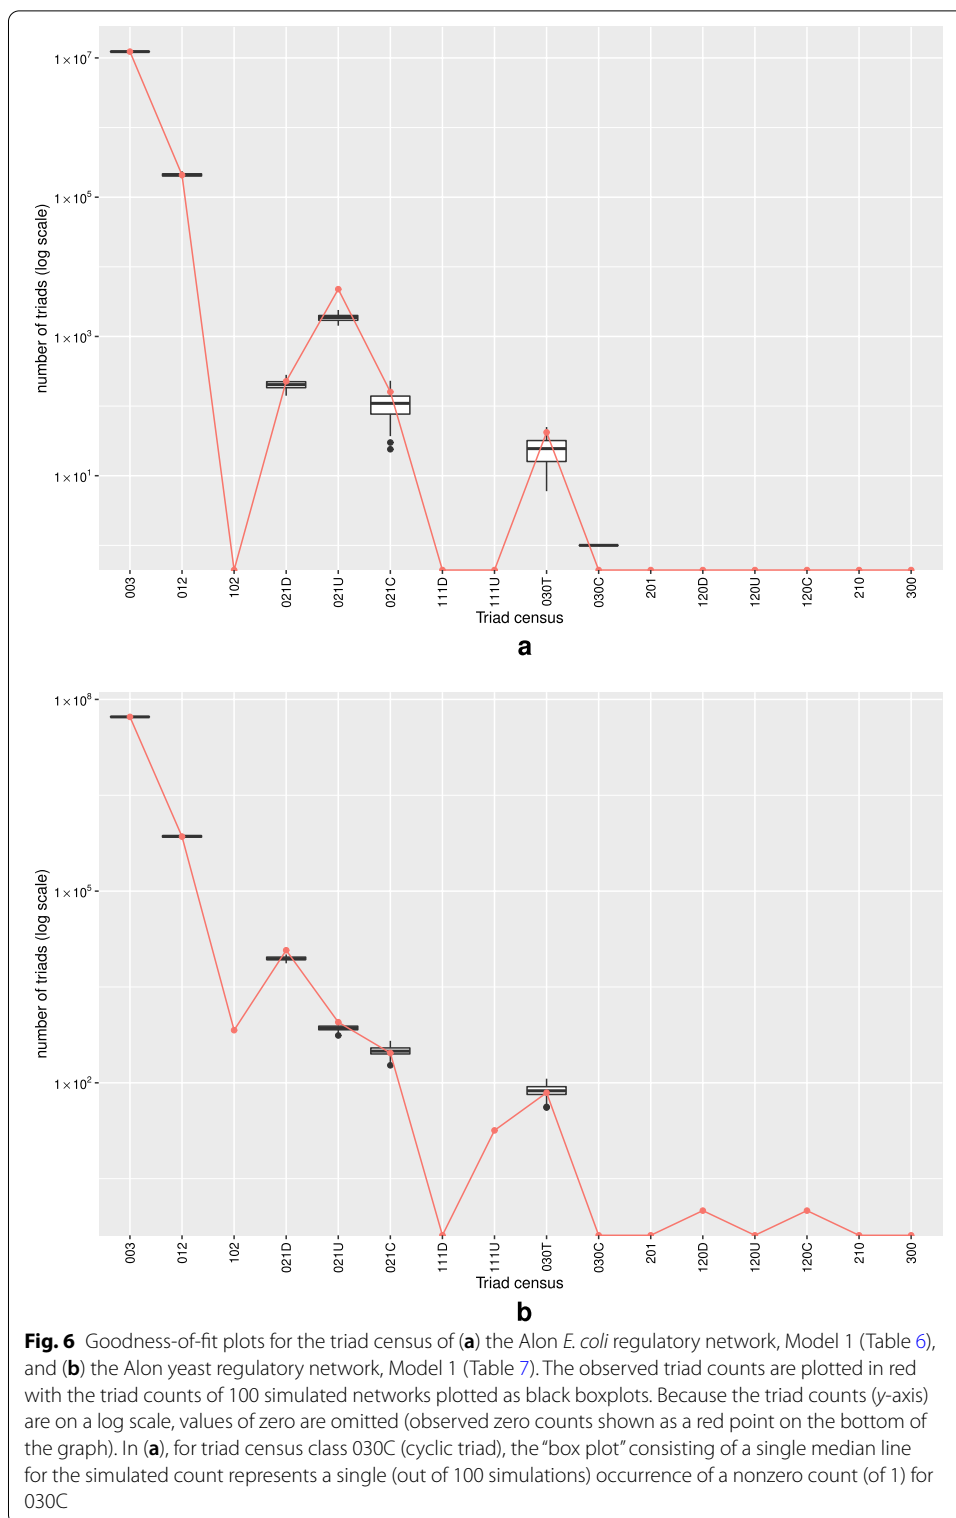 1×10⁷
1×10⁵
1×10³
1×10¹
number of triads (log scale)
003 012 102 021D 021U 021C 111D 111U 030T 030C 201 120D 120U 120C 210 300
Triad census
a
1×10⁸
1×10⁵
1×10²
number of triads (log scale)
003 012 102 021D 021U 021C 111D 111U 030T 030C 201 120D 120U 120C 210 300
Triad census
b
Fig. 6 Goodness-of-fit plots for the triad census of (a) the Alon E. coli regulatory network, Model 1 (Table 6),
and (b) the Alon yeast regulatory network, Model 1 (Table 7). The observed triad counts are plotted in red
with the triad counts of 100 simulated networks plotted as black boxplots. Because the triad counts (y-axis)
are on a log scale, values of zero are omitted (observed zero counts shown as a red point on the bottom of
the graph). In (a), for triad census class 030C (cyclic triad), the “box plot” consisting of a single median line
for the simulated count represents a single (out of 100 simulations) occurrence of a nonzero count (of 1) for
030C